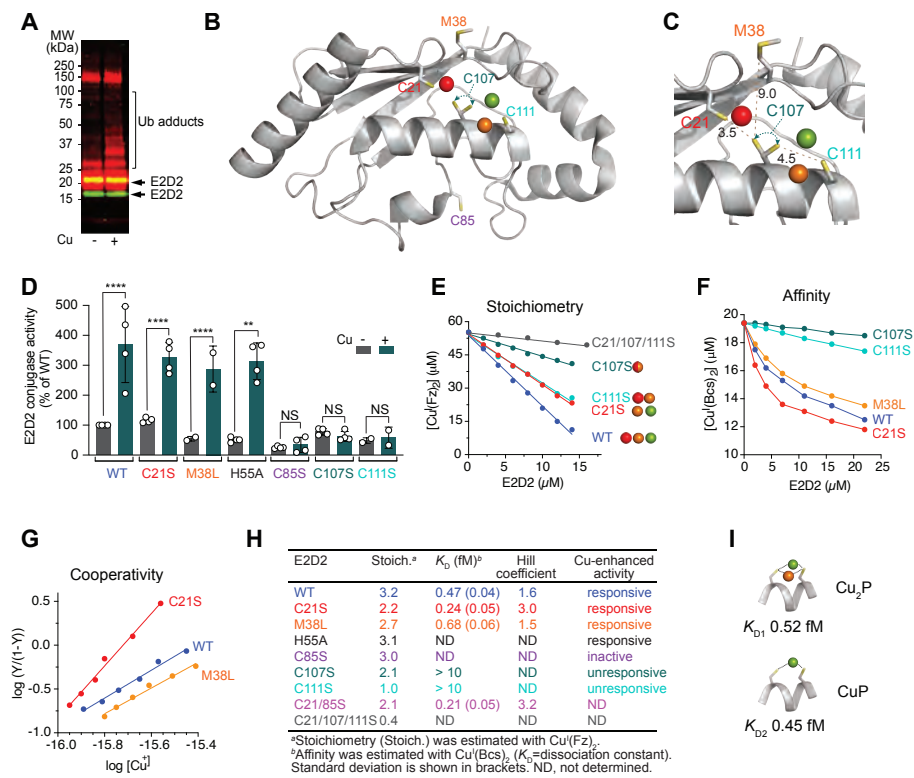 A
MW
(kDa)
250
150
100
75
50
37
25
20
15
Ub adducts
E2D2
E2D2
Cu - +
B
M38
C21
C107
C111
C85
C
M38
9.0
C107
C21
3.5
4.5
C111
D
E2D2 conjugase activity
(% of WT)
500
400
300
200
100
0
Cu - +
**** **** **** ** NS NS NS
WT C21S M38L H55A C85S C107S C111S
E
Stoichiometry
[Cuᴵ(Fz)₂] (µM)
60
45
30
15
0
C21/107/111S
C107S
C111S
C21S
WT
0 4 8 12 16
E2D2 (µM)
F
Affinity
[Cuᴵ(Bcs)₂] (µM)
20
18
16
14
12
10
C107S
C111S
M38L
WT
C21S
0 5 10 15 20 25
E2D2 (µM)
G
Cooperativity
log (Y/(1-Y))
0.5
0.0
-0.5
-1.0
C21S
WT
M38L
-16.0 -15.8 -15.6 -15.4
log [Cu⁺]
H
E2D2 Stoich.ᵃ K_D (fM)ᵇ Hill coefficient Cu-enhanced activity
WT 3.2 0.47 (0.04) 1.6 responsive
C21S 2.2 0.24 (0.05) 3.0 responsive
M38L 2.7 0.68 (0.06) 1.5 responsive
H55A 3.1 ND ND responsive
C85S 3.0 ND ND inactive
C107S 2.1 > 10 ND unresponsive
C111S 1.0 > 10 ND unresponsive
C21/85S 2.1 0.21 (0.05) 3.2 ND
C21/107/111S 0.4 ND ND ND
ᵃStoichiometry (Stoich.) was estimated with Cuᴵ(Fz)₂.
ᵇAffinity was estimated with Cuᴵ(Bcs)₂ (K_D=dissociation constant).
Standard deviation is shown in brackets. ND, not determined.
I
Cu₂P
K_D1 0.52 fM
CuP
K_D2 0.45 fM